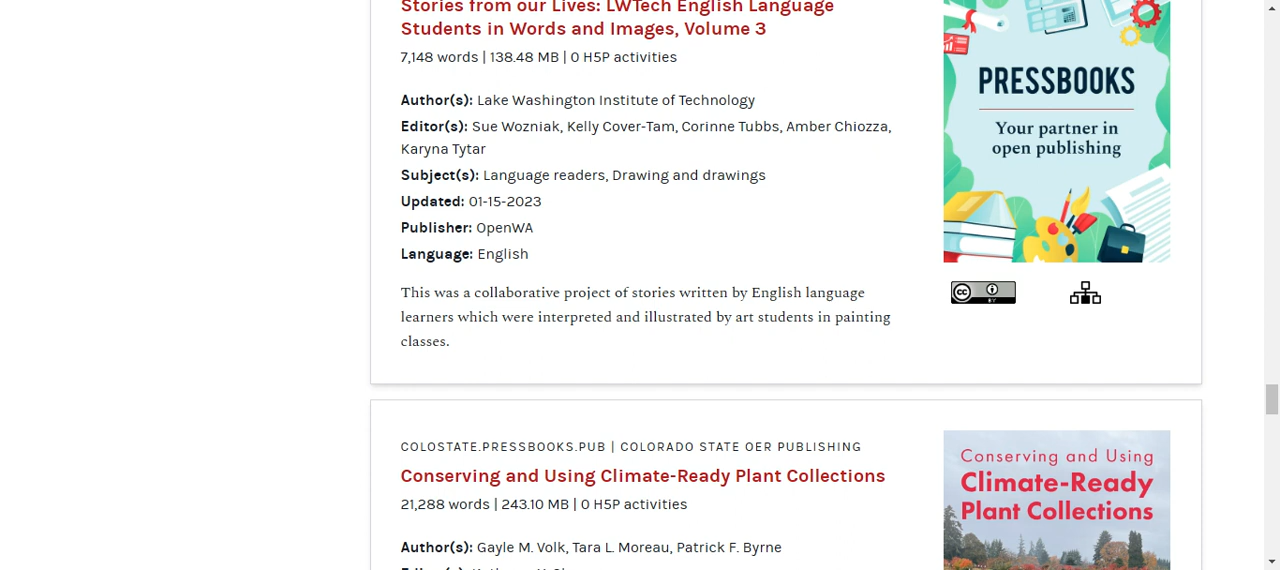 Stories from our Lives: LWTech English Language
Students in Words and Images, Volume 3
7,148 words | 138.48 MB | 0 H5P activities
Author(s): Lake Washington Institute of Technology
Editor(s): Sue Wozniak, Kelly Cover-Tam, Corinne Tubbs, Amber Chiozza,
Karyna Tytar
Subject(s): Language readers, Drawing and drawings
Updated: 01-15-2023
Publisher: OpenWA
Language: English
This was a collaborative project of stories written by English language
learners which were interpreted and illustrated by art students in painting
classes.
PRESSBOOKS
Your partner in
open publishing
CC
BY
COLOSTATE.PRESSBOOKS.PUB | COLORADO STATE OER PUBLISHING
Conserving and Using Climate-Ready Plant Collections
21,288 words | 243.10 MB | 0 H5P activities
Author(s): Gayle M. Volk, Tara L. Moreau, Patrick F. Byrne
Conserving and Using
Climate-Ready
Plant Collections